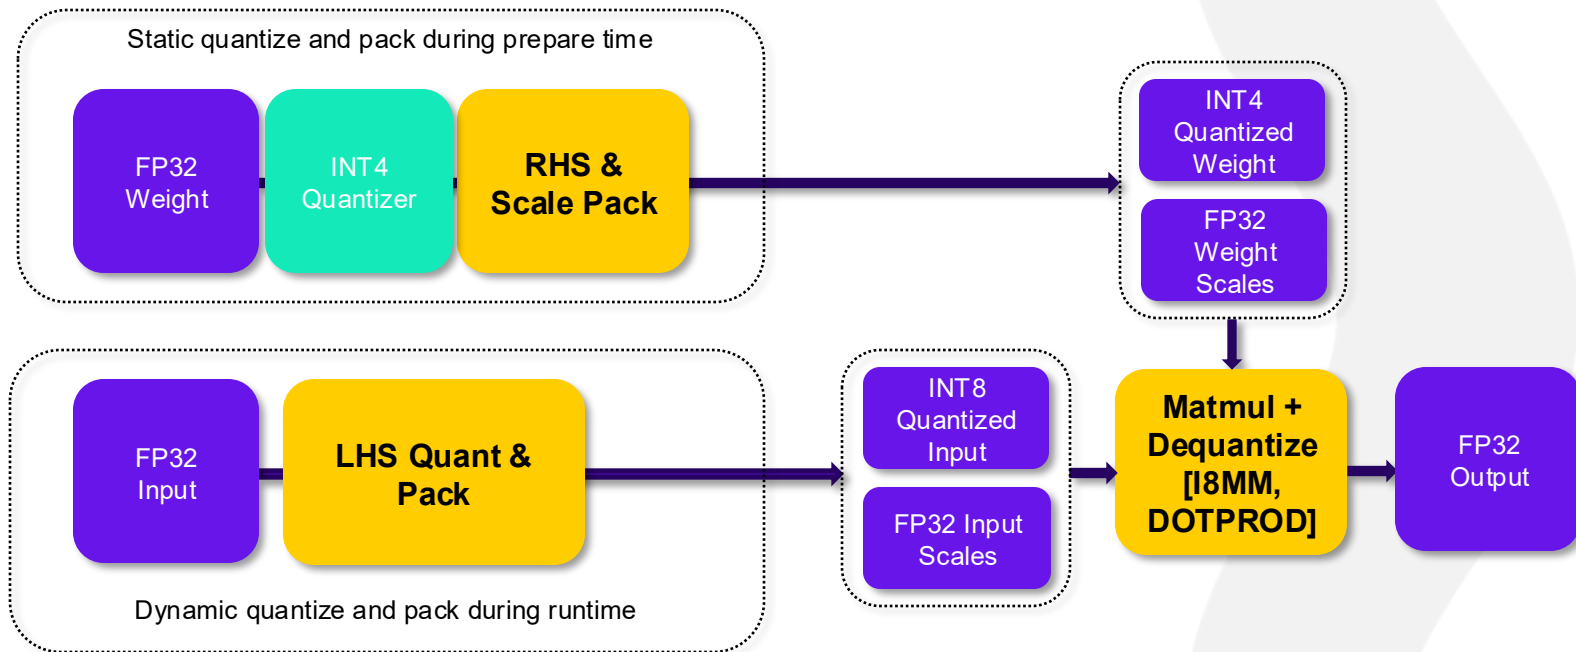 Static quantize and pack during prepare time
FP32
Weight
INT4
Quantizer
RHS &
Scale Pack
INT4
Quantized
Weight
FP32
Weight
Scales
FP32
Input
LHS Quant &
Pack
INT8
Quantized
Input
FP32 Input
Scales
Matmul +
Dequantize
[I8MM,
DOTPROD]
FP32
Output
Dynamic quantize and pack during runtime